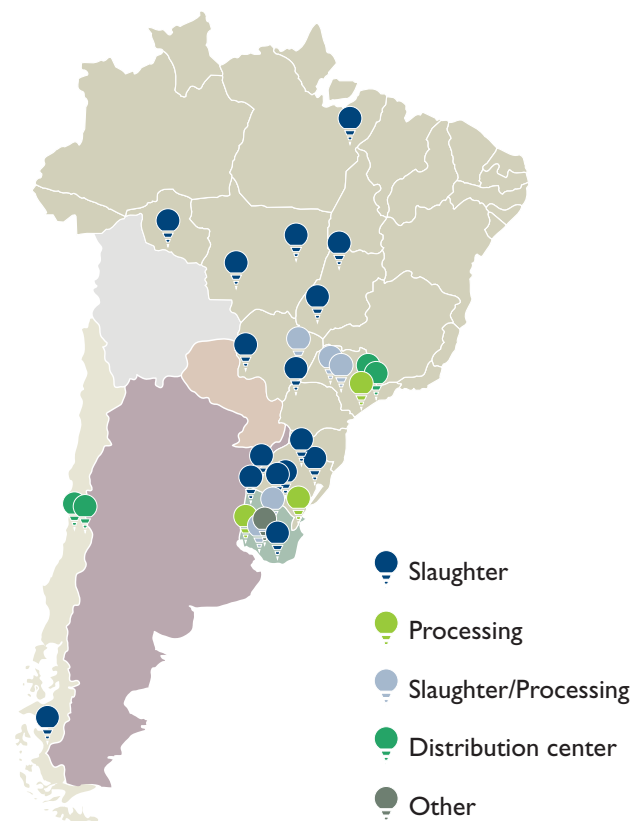 Slaughter
Processing
Slaughter/Processing
Distribution center
Other